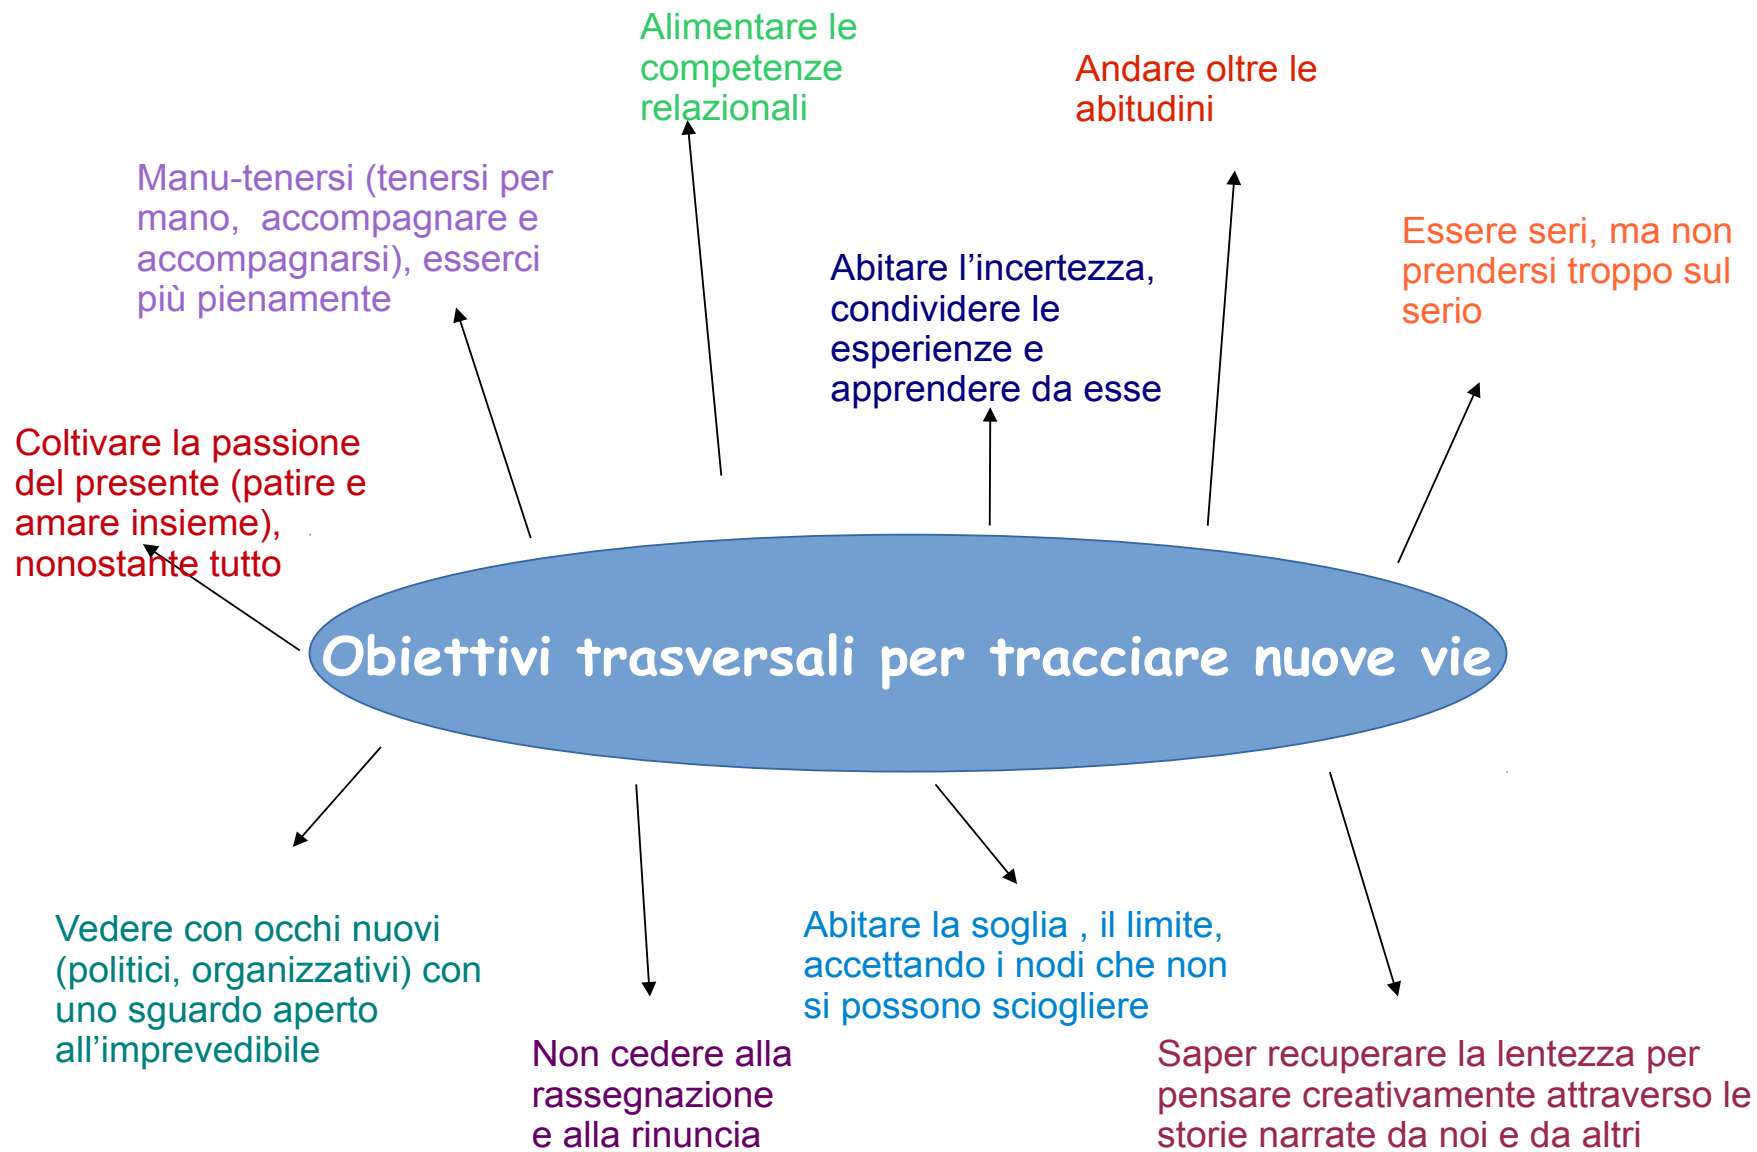 Alimentare le
competenze
relazionali
Andare oltre le
abitudini
Manu-tenersi (tenersi per
mano,  accompagnare e
accompagnarsi), esserci
più pienamente
Essere seri, ma non
prendersi troppo sul
serio
Abitare l’incertezza,
condividere le
esperienze e
apprendere da esse
Coltivare la passione
del presente (patire e
amare insieme),
nonostante tutto
Obiettivi trasversali per tracciare nuove vie
Vedere con occhi nuovi
(politici, organizzativi) con
uno sguardo aperto
all’imprevedibile
Abitare la soglia , il limite,
accettando i nodi che non
si possono sciogliere
Non cedere alla
rassegnazione
e alla rinuncia
Saper recuperare la lentezza per
pensare creativamente attraverso le
storie narrate da noi e da altri